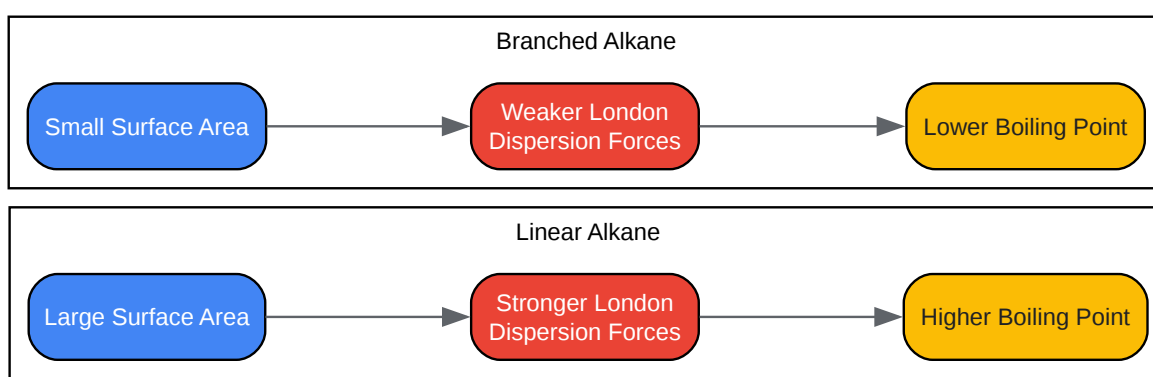 Branched Alkane
Small Surface Area
Weaker London
Dispersion Forces
Lower Boiling Point
Linear Alkane
Large Surface Area
Stronger London
Dispersion Forces
Higher Boiling Point